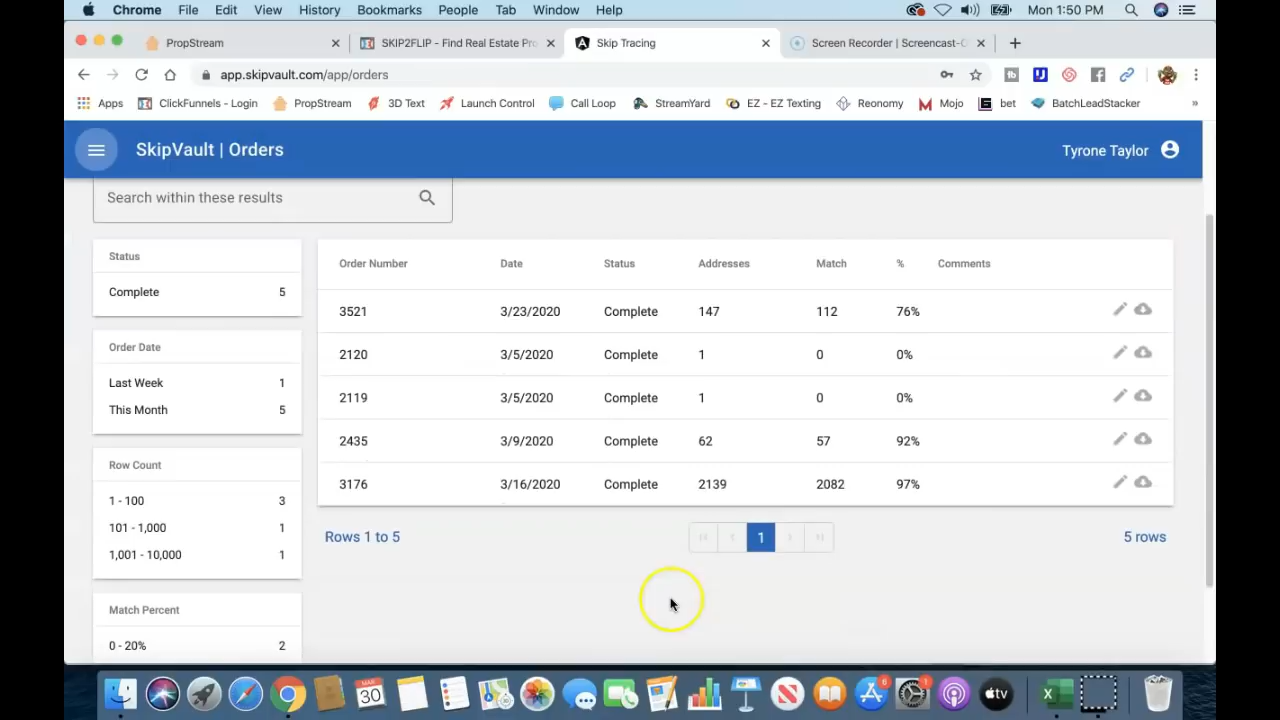 Chrome File Edit View History Bookmarks People Tab Window Help Mon 1:50 PM
PropStream SKIP2FLIP - Find Real Estate Pro Skip Tracing Screen Recorder | Screencast-O
app.skipvault.com/app/orders
Apps ClickFunnels - Login PropStream 3D Text Launch Control Call Loop StreamYard EZ - EZ Texting Reonomy Mojo bet BatchLeadStacker »
SkipVault | Orders Tyrone Taylor
Search within these results
Status
Complete 5
Order Date
Last Week 1
This Month 5
Row Count
1 - 100 3
101 - 1,000 1
1,001 - 10,000 1
Match Percent
0 - 20% 2
Order Number Date Status Addresses Match % Comments
3521 3/23/2020 Complete 147 112 76%
2120 3/5/2020 Complete 1 0 0%
2119 3/5/2020 Complete 1 0 0%
2435 3/9/2020 Complete 62 57 92%
3176 3/16/2020 Complete 2139 2082 97%
Rows 1 to 5 1 5 rows
30 6 tv